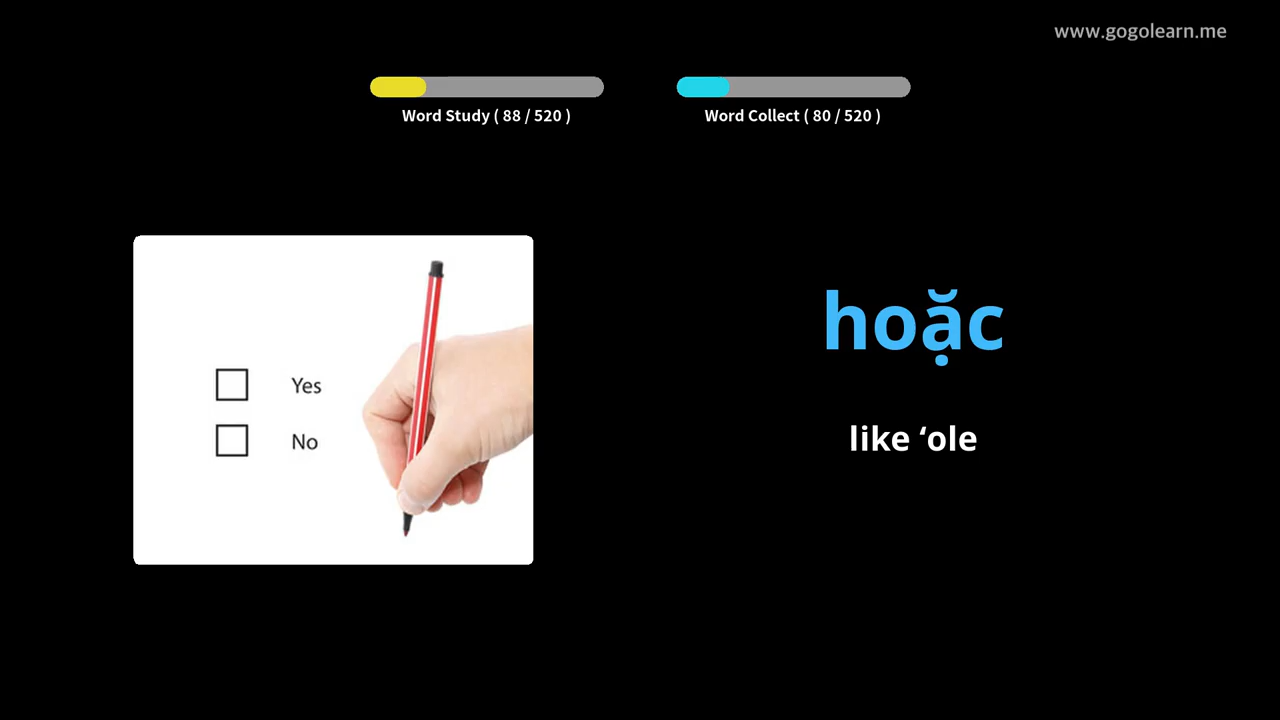 www.gogolearn.me
Word Study ( 88 / 520 )
Word Collect ( 80 / 520 )
Yes
No
hoặc
like ‘ole